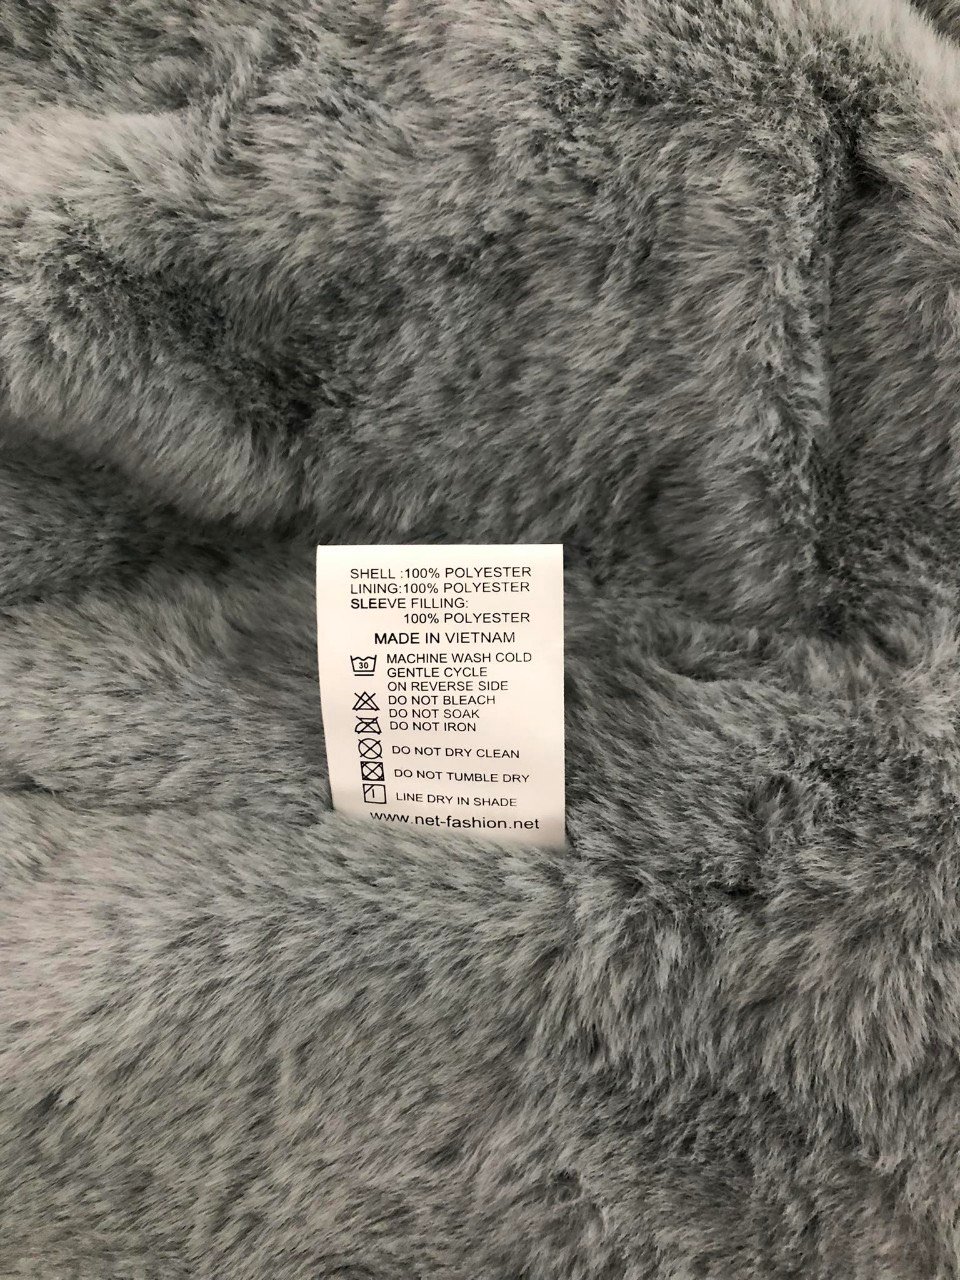 SHELL :100% POLYESTER
LINING:100% POLYESTER
SLEEVE FILLING:
100% POLYESTER
MADE IN VIETNAM
30 MACHINE WASH COLD
GENTLE CYCLE
ON REVERSE SIDE
DO NOT BLEACH
DO NOT SOAK
DO NOT IRON
DO NOT DRY CLEAN
DO NOT TUMBLE DRY
LINE DRY IN SHADE
www.net-fashion.net